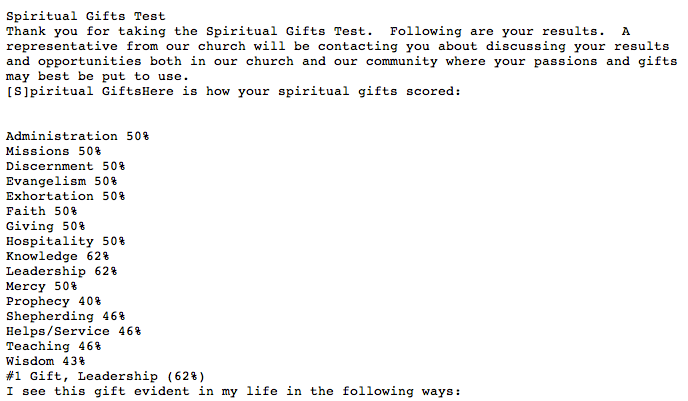 Spiritual Gifts Test
Thank you for taking the Spiritual Gifts Test.  Following are your results.  A
representative from our church will be contacting you about discussing your results
and opportunities both in our church and our community where your passions and gifts
may best be put to use.
[S]piritual GiftsHere is how your spiritual gifts scored:
Administration 50%
Missions 50%
Discernment 50%
Evangelism 50%
Exhortation 50%
Faith 50%
Giving 50%
Hospitality 50%
Knowledge 62%
Leadership 62%
Mercy 50%
Prophecy 40%
Shepherding 46%
Helps/Service 46%
Teaching 46%
Wisdom 43%
#1 Gift, Leadership (62%)
I see this gift evident in my life in the following ways: